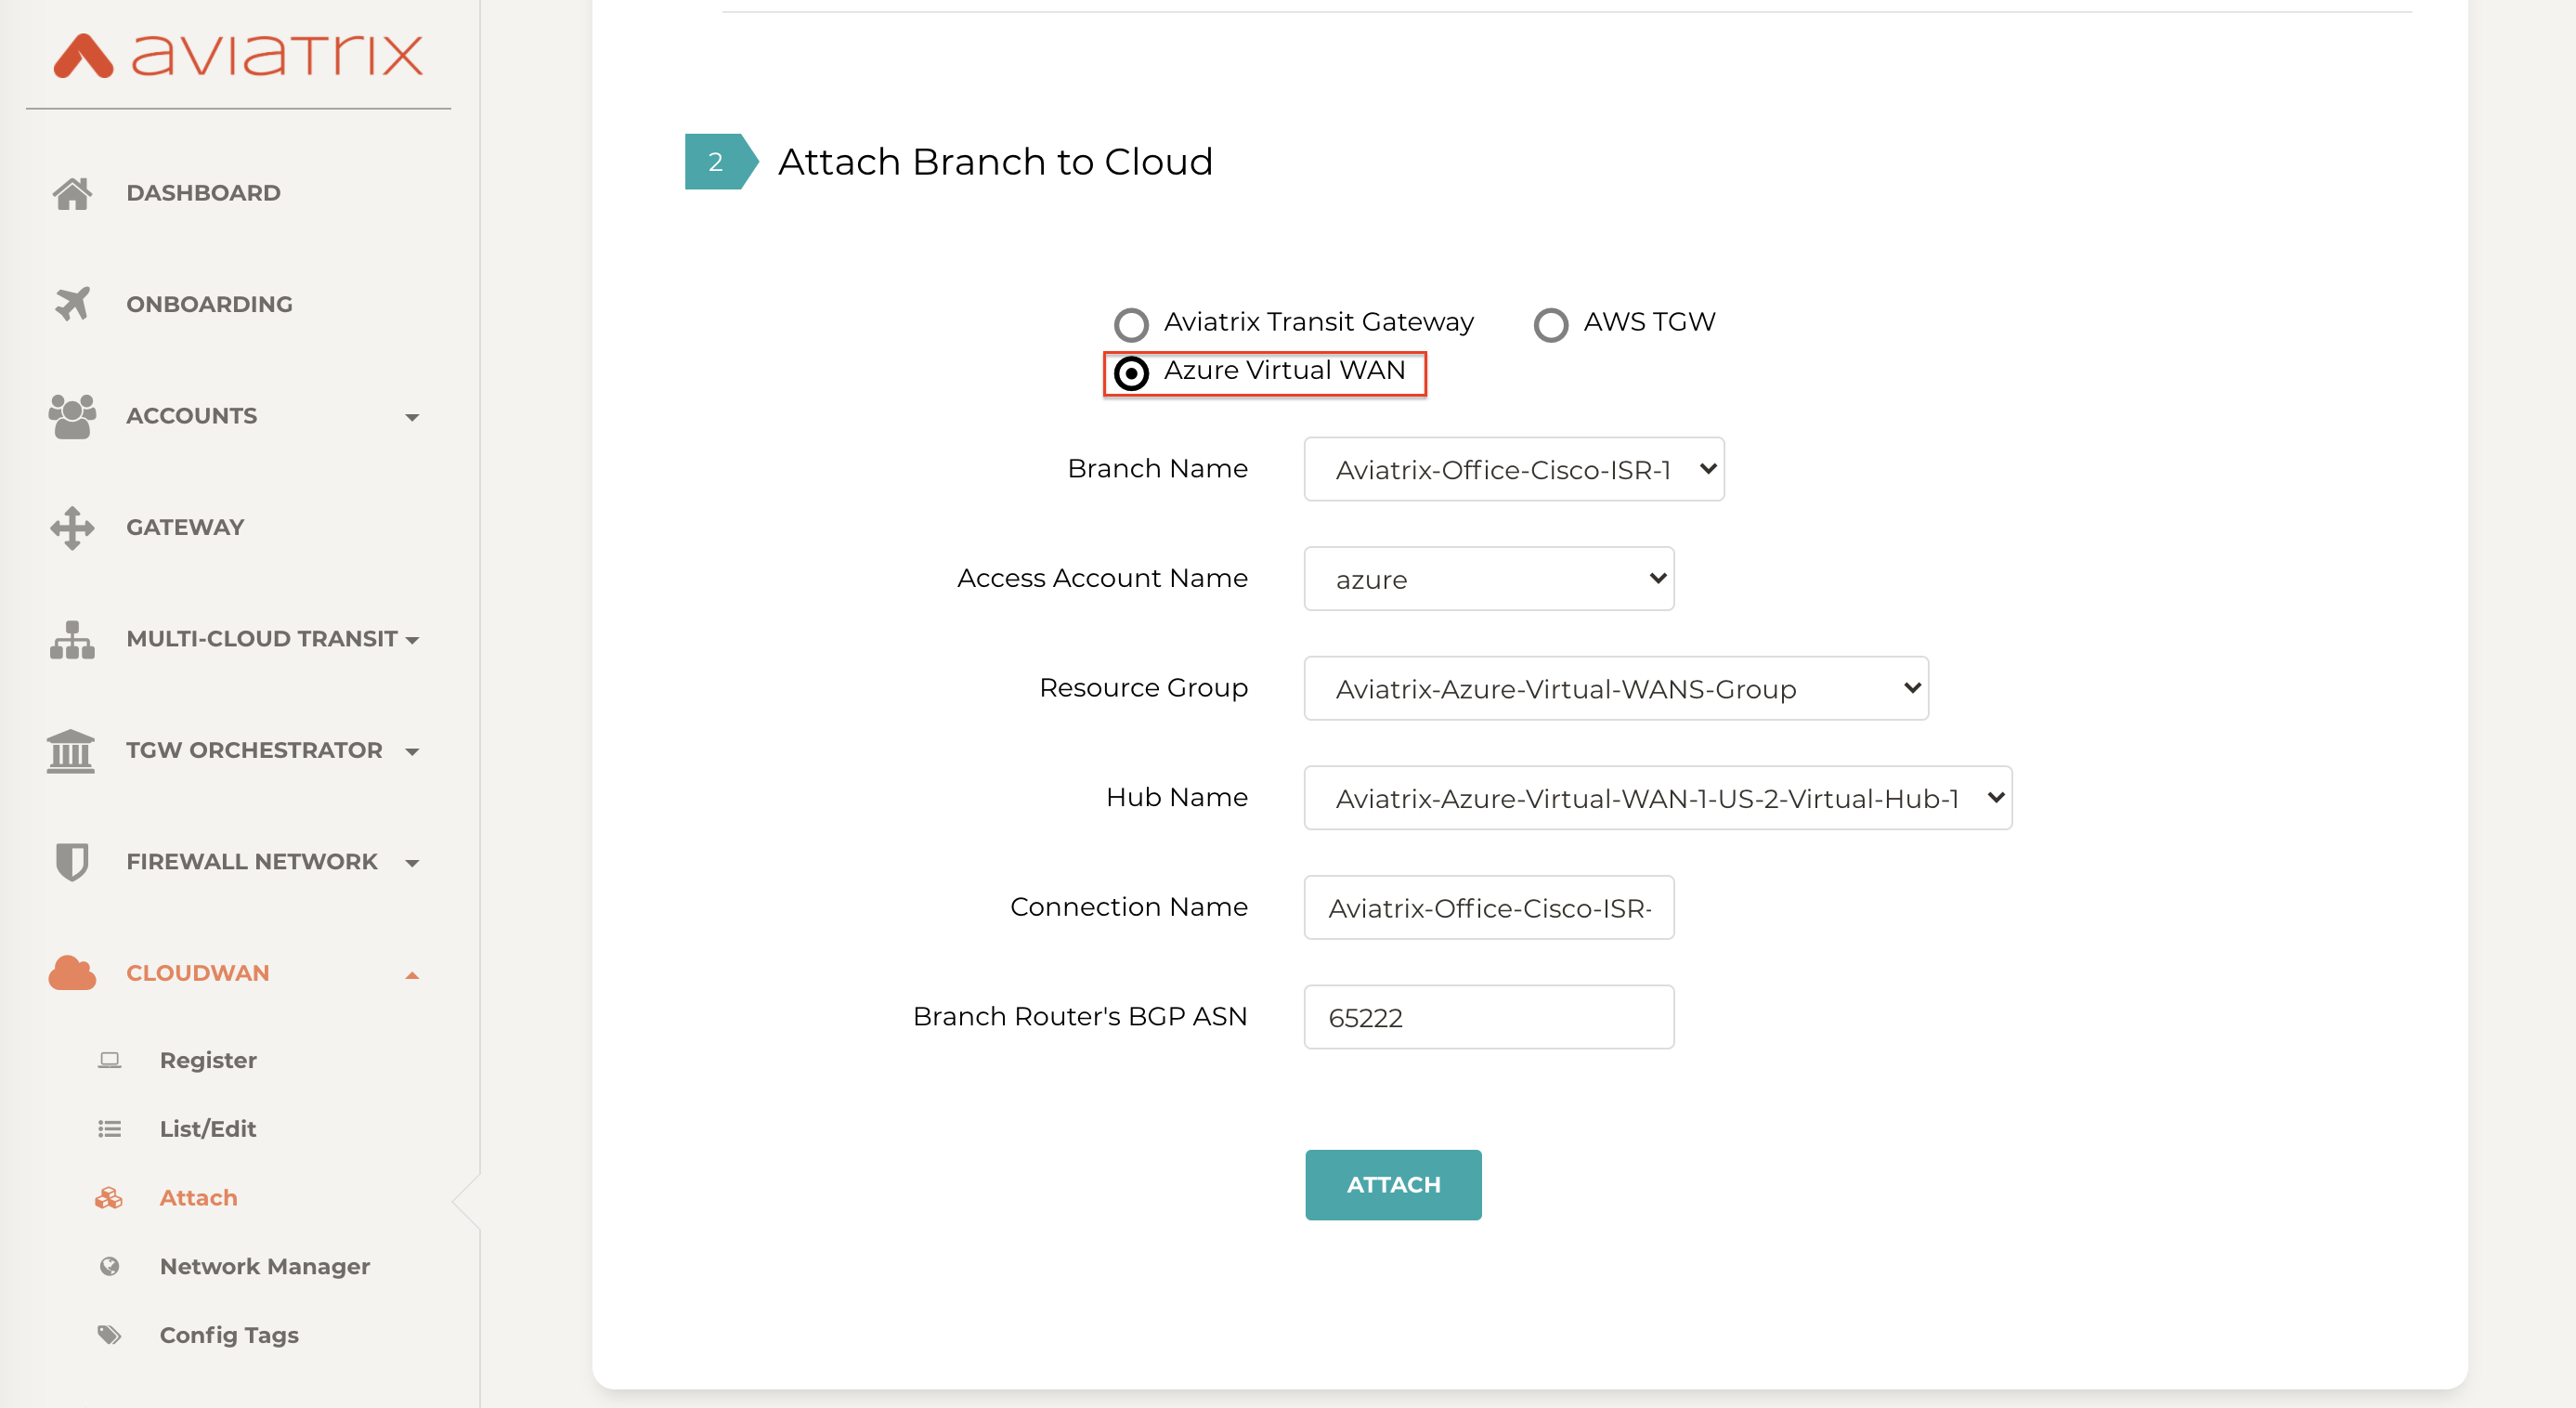 aviatrix
DASHBOARD
ONBOARDING
ACCOUNTS
GATEWAY
MULTI-CLOUD TRANSIT
TGW ORCHESTRATOR
FIREWALL NETWORK
CLOUDWAN
Register
List/Edit
Attach
Network Manager
Config Tags
2 Attach Branch to Cloud
Aviatrix Transit Gateway AWS TGW
Azure Virtual WAN
Branch Name Aviatrix-Office-Cisco-ISR-1
Access Account Name azure
Resource Group Aviatrix-Azure-Virtual-WANS-Group
Hub Name Aviatrix-Azure-Virtual-WAN-1-US-2-Virtual-Hub-1
Connection Name Aviatrix-Office-Cisco-ISR-
Branch Router's BGP ASN 65222
ATTACH